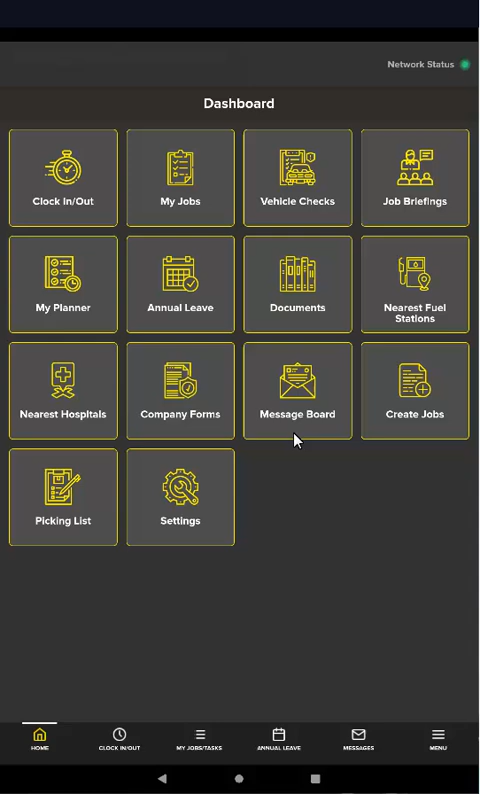 Network Status
Dashboard
Clock In/Out
My Jobs
Vehicle Checks
Job Briefings
My Planner
Annual Leave
Documents
Nearest Fuel
Stations
Nearest Hospitals
Company Forms
Message Board
Create Jobs
Picking List
Settings
HOME
CLOCK IN/OUT
MY JOBS/TASKS
ANNUAL LEAVE
MESSAGES
MENU